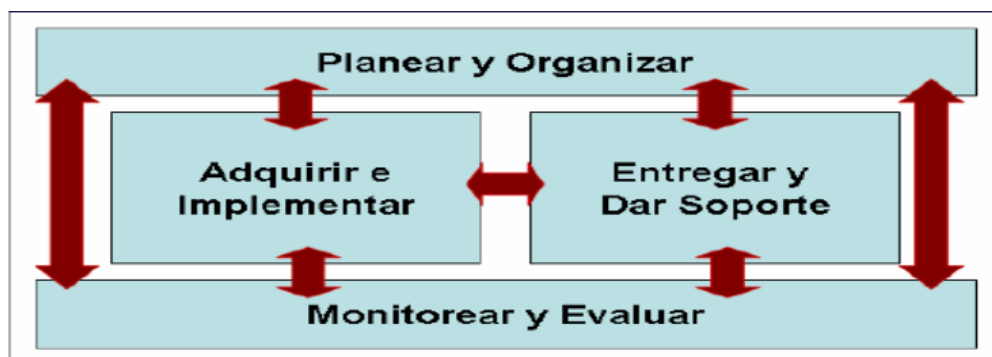 Planear y Organizar
Adquirir e
Implementar
Entregar y
Dar Soporte
Monitorear y Evaluar